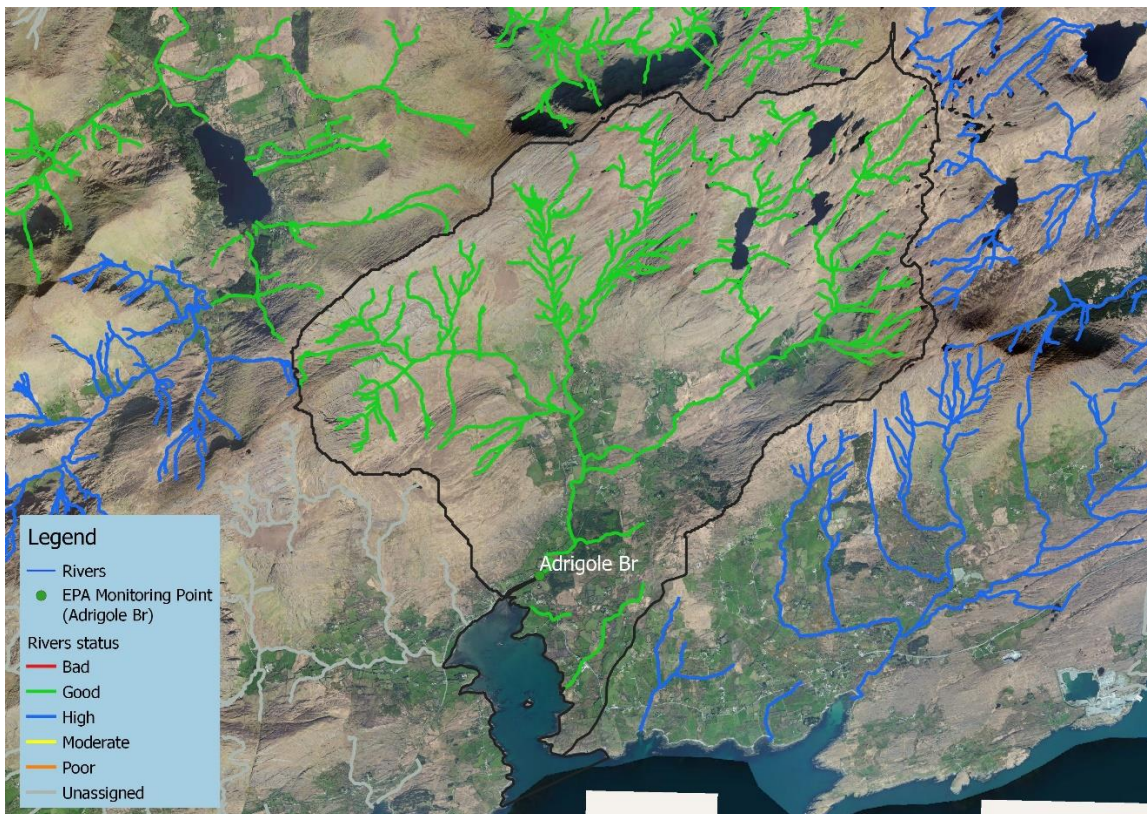 Adrigole Br
Legend
Rivers
EPA Monitoring Point
(Adrigole Br)
Rivers status
Bad
Good
High
Moderate
Poor
Unassigned